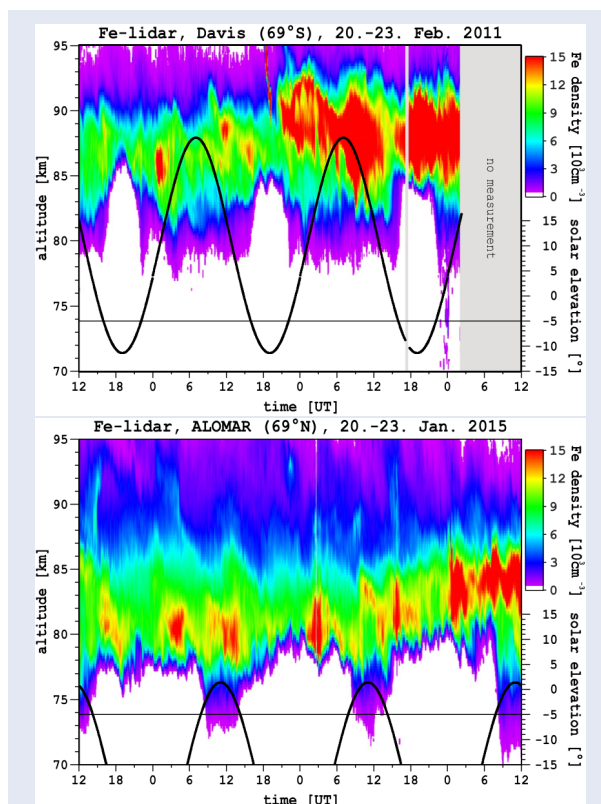 Fe-lidar, Davis (69°S), 20.-23. Feb. 2011
95
90
85
80
75
70
altitude [km]
12 18 0 6 12 18 0 6 12 18 0 6 12
time [UT]
no measurement
15
12
9
6
3
0
Fe density [10³cm⁻³]
15
10
5
0
-5
-10
-15
solar elevation [°]
Fe-lidar, ALOMAR (69°N), 20.-23. Jan. 2015
95
90
85
80
75
70
altitude [km]
12 18 0 6 12 18 0 6 12 18 0 6 12
time [UT]
15
12
9
6
3
0
Fe density [10³cm⁻³]
15
10
5
0
-5
-10
-15
solar elevation [°]